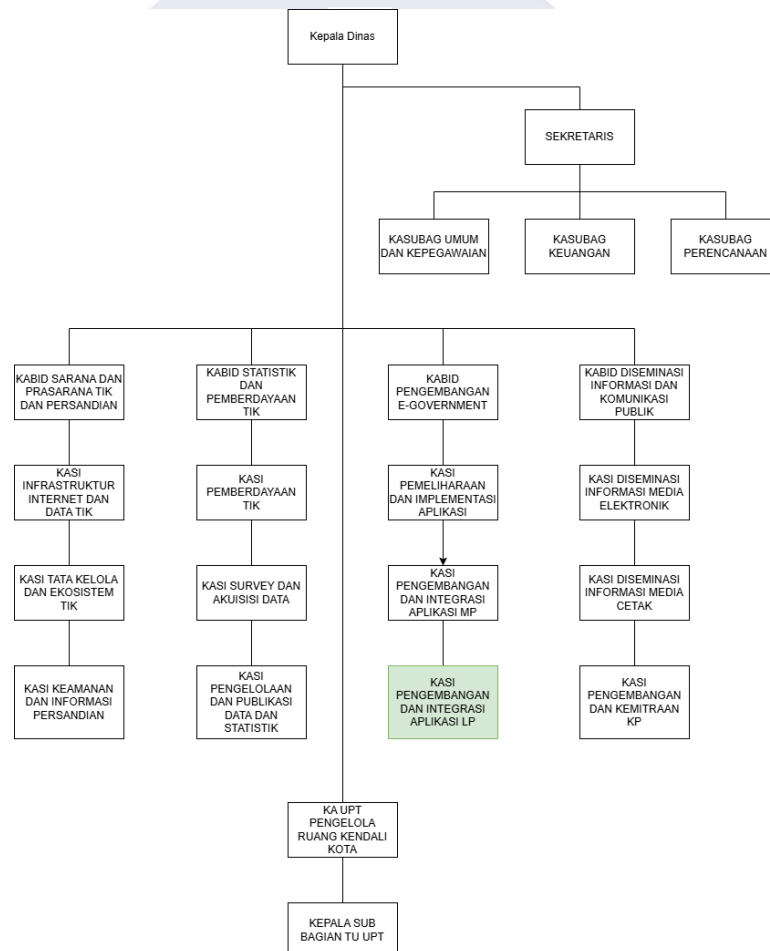 Kepala Dinas
SEKRETARIS
KASUBAG UMUM
DAN KEPEGAWAIAN
KASUBAG
KEUANGAN
KASUBAG
PERENCANAAN
KABID SARANA DAN
PRASARANA TIK
DAN PERSANDIAN
KABID STATISTIK
DAN
PEMBERDAYAAN
TIK
KABID
PENGEMBANGAN
E-GOVERNMENT
KABID DISEMINASI
INFORMASI DAN
KOMUNIKASI
PUBLIK
KASI
INFRASTRUKTUR
INTERNET DAN
DATA TIK
KASI
PEMBERDAYAAN
TIK
KASI
PEMELIHARAAN
DAN IMPLEMENTASI
APLIKASI
KASI DISEMINASI
INFORMASI MEDIA
ELEKTRONIK
KASI TATA KELOLA
DAN EKOSISTEM
TIK
KASI SURVEY DAN
AKUISISI DATA
KASI
PENGEMBANGAN
DAN INTEGRASI
APLIKASI MP
KASI DISEMINASI
INFORMASI MEDIA
CETAK
KASI KEAMANAN
DAN INFORMASI
PERSANDIAN
KASI
PENGELOLAAN
DAN PUBLIKASI
DATA DAN
STATISTIK
KASI
PENGEMBANGAN
DAN INTEGRASI
APLIKASI LP
KASI
PENGEMBANGAN
DAN KEMITRAAN
KP
KA UPT
PENGELOLA
RUANG KENDALI
KOTA
KEPALA SUB
BAGIAN TU UPT